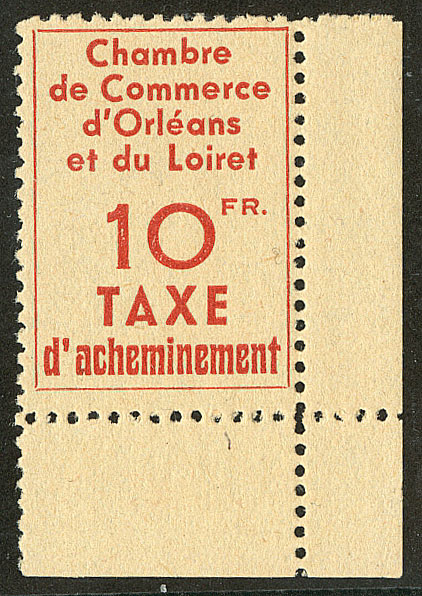 Chambre
de Commerce
d'Orléans
et du Loiret
10 FR.
TAXE
d'acheminement